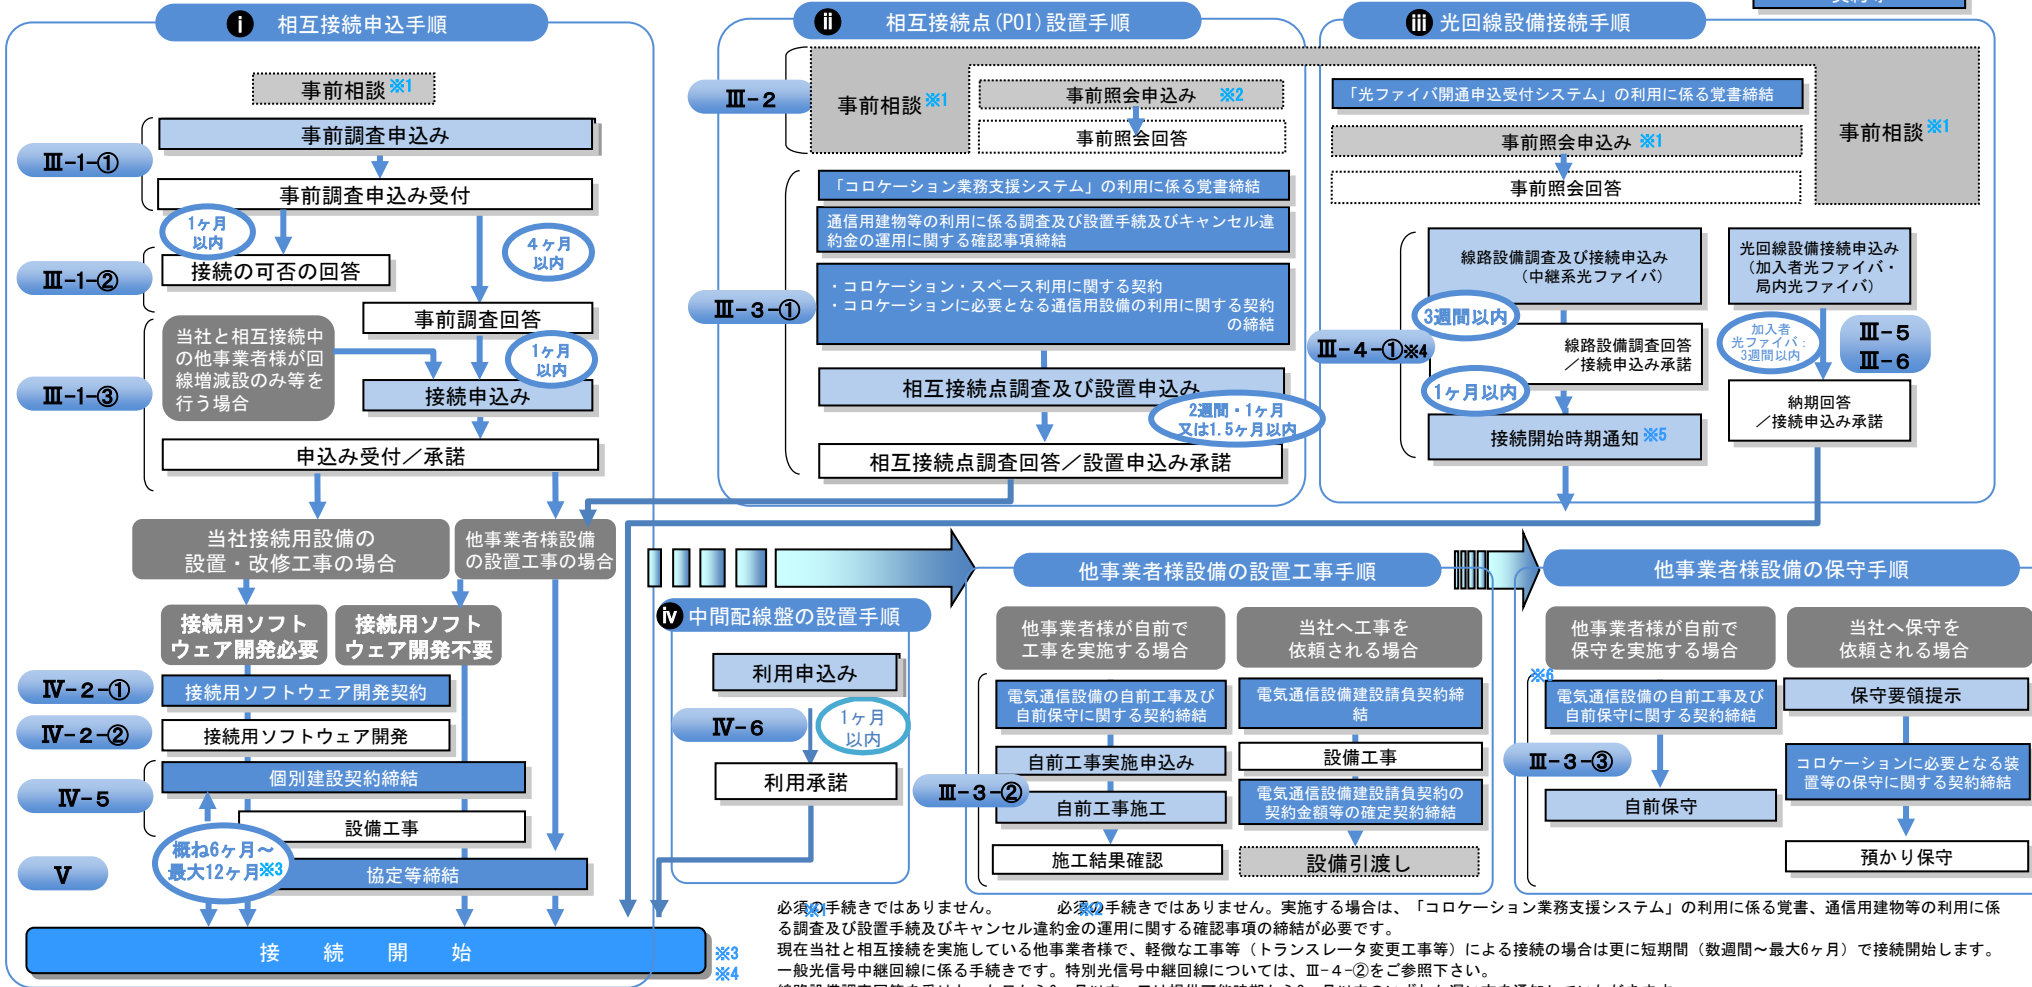 ⅰ 相互接続申込手順
事前相談※1
Ⅲ-1-①
事前調査申込み
事前調査申込み受付
1ヶ月
以内
4ヶ月
以内
Ⅲ-1-②
接続の可否の回答
事前調査回答
当社と相互接続中
の他事業者様が回
線増減設のみ等を
行う場合
1ヶ月
以内
Ⅲ-1-③
接続申込み
申込み受付／承諾
当社接続用設備の
設置・改修工事の場合
他事業者様設備
の設置工事の場合
接続用ソフト
ウェア開発必要
接続用ソフト
ウェア開発不要
Ⅳ-2-①
接続用ソフトウェア開発契約
Ⅳ-2-②
接続用ソフトウェア開発
Ⅳ-5
個別建設契約締結
設備工事
概ね6ヶ月～
最大12ヶ月※3
Ⅴ
協定等締結
接続開始
※3
※4
ⅱ 相互接続点(POI)設置手順
Ⅲ-2
事前相談※1
事前照会申込み ※2
事前照会回答
「コロケーション業務支援システム」の利用に係る覚書締結
通信用建物等の利用に係る調査及び設置手続及びキャンセル違
約金の運用に関する確認事項締結
Ⅲ-3-①
・コロケーション・スペース利用に関する契約
・コロケーションに必要となる通信用設備の利用に関する契約
の締結
相互接続点調査及び設置申込み
2週間・1ヶ月
又は1.5ヶ月以内
相互接続点調査回答／設置申込み承諾
ⅲ 光回線設備接続手順
「光ファイバ開通申込受付システム」の利用に係る覚書締結
事前照会申込み ※1
事前照会回答
事前相談※1
線路設備調査及び接続申込み
（中継系光ファイバ）
3週間以内
Ⅲ-4-①※4
線路設備調査回答
／接続申込み承諾
1ヶ月以内
接続開始時期通知※5
光回線設備接続申込み
（加入者光ファイバ・
局内光ファイバ）
加入者
光ファイバ：
3週間以内
Ⅲ-5
Ⅲ-6
納期回答
／接続申込み承諾
ⅳ 中間配線盤の設置手順
利用申込み
Ⅳ-6
1ヶ月
以内
利用承諾
他事業者様設備の設置工事手順
他事業者様が自前で
工事を実施する場合
当社へ工事を
依頼される場合
電気通信設備の自前工事及び
自前保守に関する契約締結
電気通信設備建設請負契約締
結
自前工事実施申込み
設備工事
Ⅲ-3-②
自前工事施工
電気通信設備建設請負契約の
契約金額等の確定契約締結
施工結果確認
設備引渡し
他事業者様設備の保守手順
他事業者様が自前で
保守を実施する場合
当社へ保守を
依頼される場合
※6
電気通信設備の自前工事及び
自前保守に関する契約締結
保守要領提示
Ⅲ-3-③
コロケーションに必要となる装
置等の保守に関する契約締結
自前保守
預かり保守
※1 必須の手続きではありません。 ※2 必須の手続きではありません。実施する場合は、「コロケーション業務支援システム」の利用に係る覚書、通信用建物等の利用に係
る調査及び設置手続及びキャンセル違約金の運用に関する確認事項の締結が必要です。
現在当社と相互接続を実施している他事業者様で、軽微な工事等（トランスレータ変更工事等）による接続の場合は更に短期間（数週間～最大6ヶ月）で接続開始します。
一般光信号中継回線に係る手続きです。特別光信号中継回線については、Ⅲ-4-②をご参照下さい。